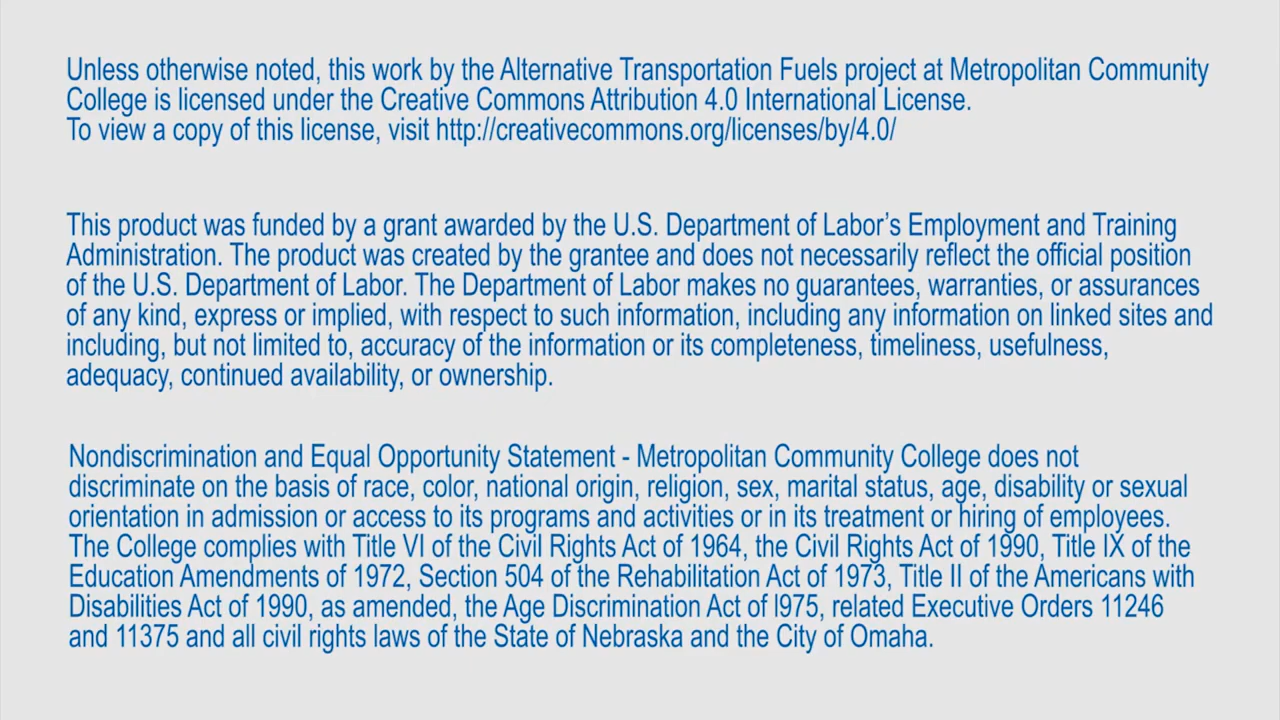 Unless otherwise noted, this work by the Alternative Transportation Fuels project at Metropolitan Community
College is licensed under the Creative Commons Attribution 4.0 International License.
To view a copy of this license, visit http://creativecommons.org/licenses/by/4.0/
This product was funded by a grant awarded by the U.S. Department of Labor’s Employment and Training
Administration. The product was created by the grantee and does not necessarily reflect the official position
of the U.S. Department of Labor. The Department of Labor makes no guarantees, warranties, or assurances
of any kind, express or implied, with respect to such information, including any information on linked sites and
including, but not limited to, accuracy of the information or its completeness, timeliness, usefulness,
adequacy, continued availability, or ownership.
Nondiscrimination and Equal Opportunity Statement - Metropolitan Community College does not
discriminate on the basis of race, color, national origin, religion, sex, marital status, age, disability or sexual
orientation in admission or access to its programs and activities or in its treatment or hiring of employees.
The College complies with Title VI of the Civil Rights Act of 1964, the Civil Rights Act of 1990, Title IX of the
Education Amendments of 1972, Section 504 of the Rehabilitation Act of 1973, Title II of the Americans with
Disabilities Act of 1990, as amended, the Age Discrimination Act of l975, related Executive Orders 11246
and 11375 and all civil rights laws of the State of Nebraska and the City of Omaha.